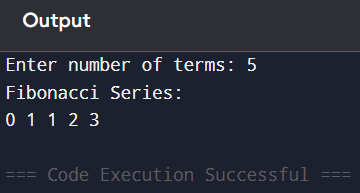 Output
Enter number of terms: 5
Fibonacci Series:
0 1 1 2 3
=== Code Execution Successful ===